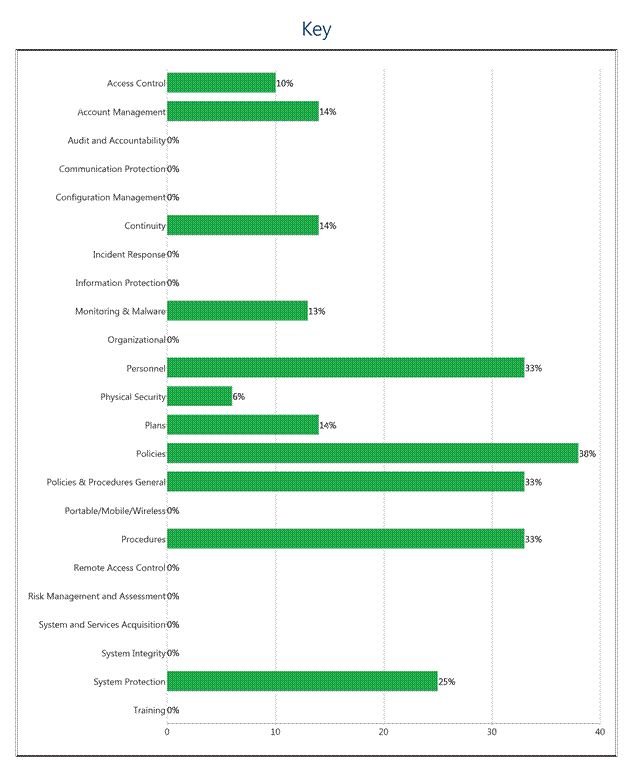 Key
Access Control 10%
Account Management 14%
Audit and Accountability 0%
Communication Protection 0%
Configuration Management 0%
Continuity 14%
Incident Response 0%
Information Protection 0%
Monitoring & Malware 13%
Organizational 0%
Personnel 33%
Physical Security 6%
Plans 14%
Policies 38%
Policies & Procedures General 33%
Portable/Mobile/Wireless 0%
Procedures 33%
Remote Access Control 0%
Risk Management and Assessment 0%
System and Services Acquisition 0%
System Integrity 0%
System Protection 25%
Training 0%
0 10 20 30 40